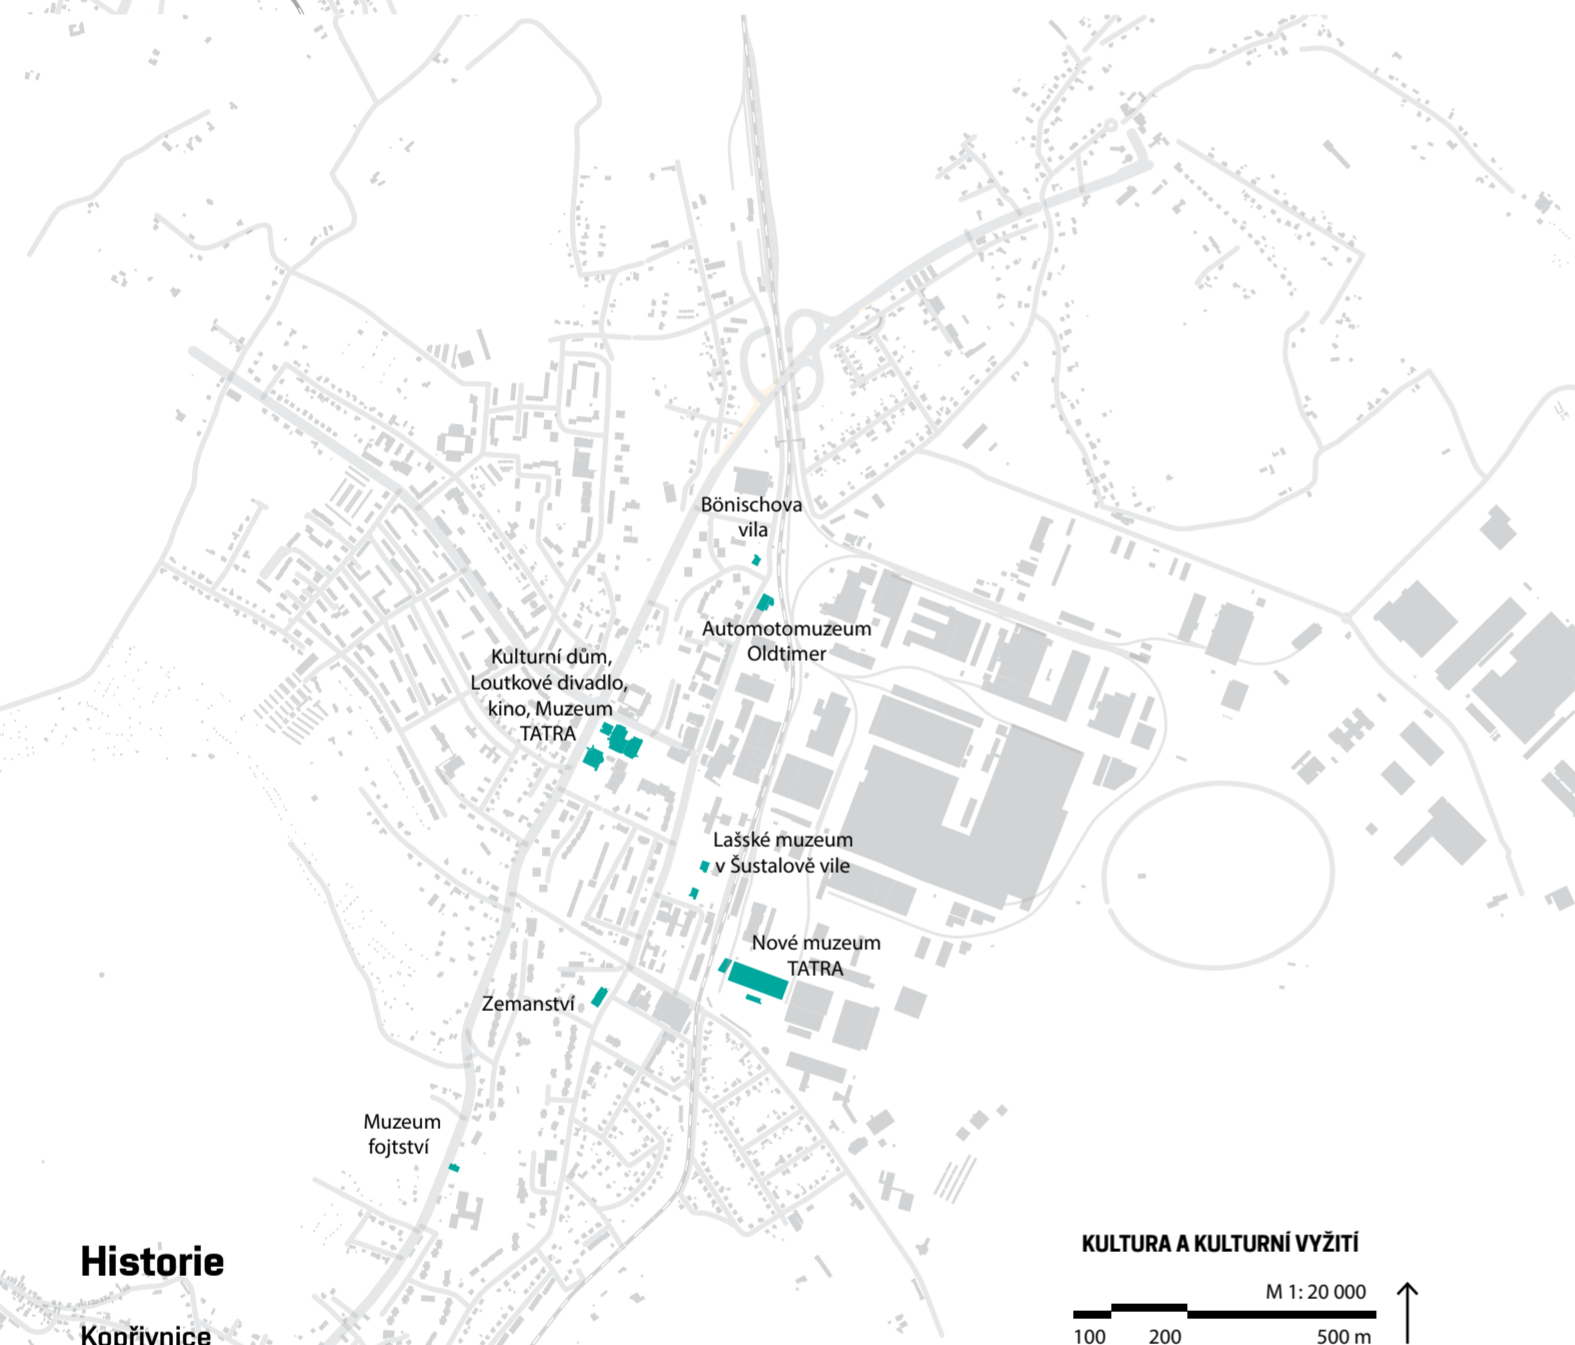 Bönischova
vila
Automotomuzeum
Oldtimer
Kulturní dům,
Loutkové divadlo,
kino, Muzeum
TATRA
Lašské muzeum
v Šustalově vile
Nové muzeum
TATRA
Zemanství
Muzeum
fojtství
Historie
Kopřivnice
KULTURA A KULTURNÍ VYŽITÍ
M 1: 20 000
100 200 500 m